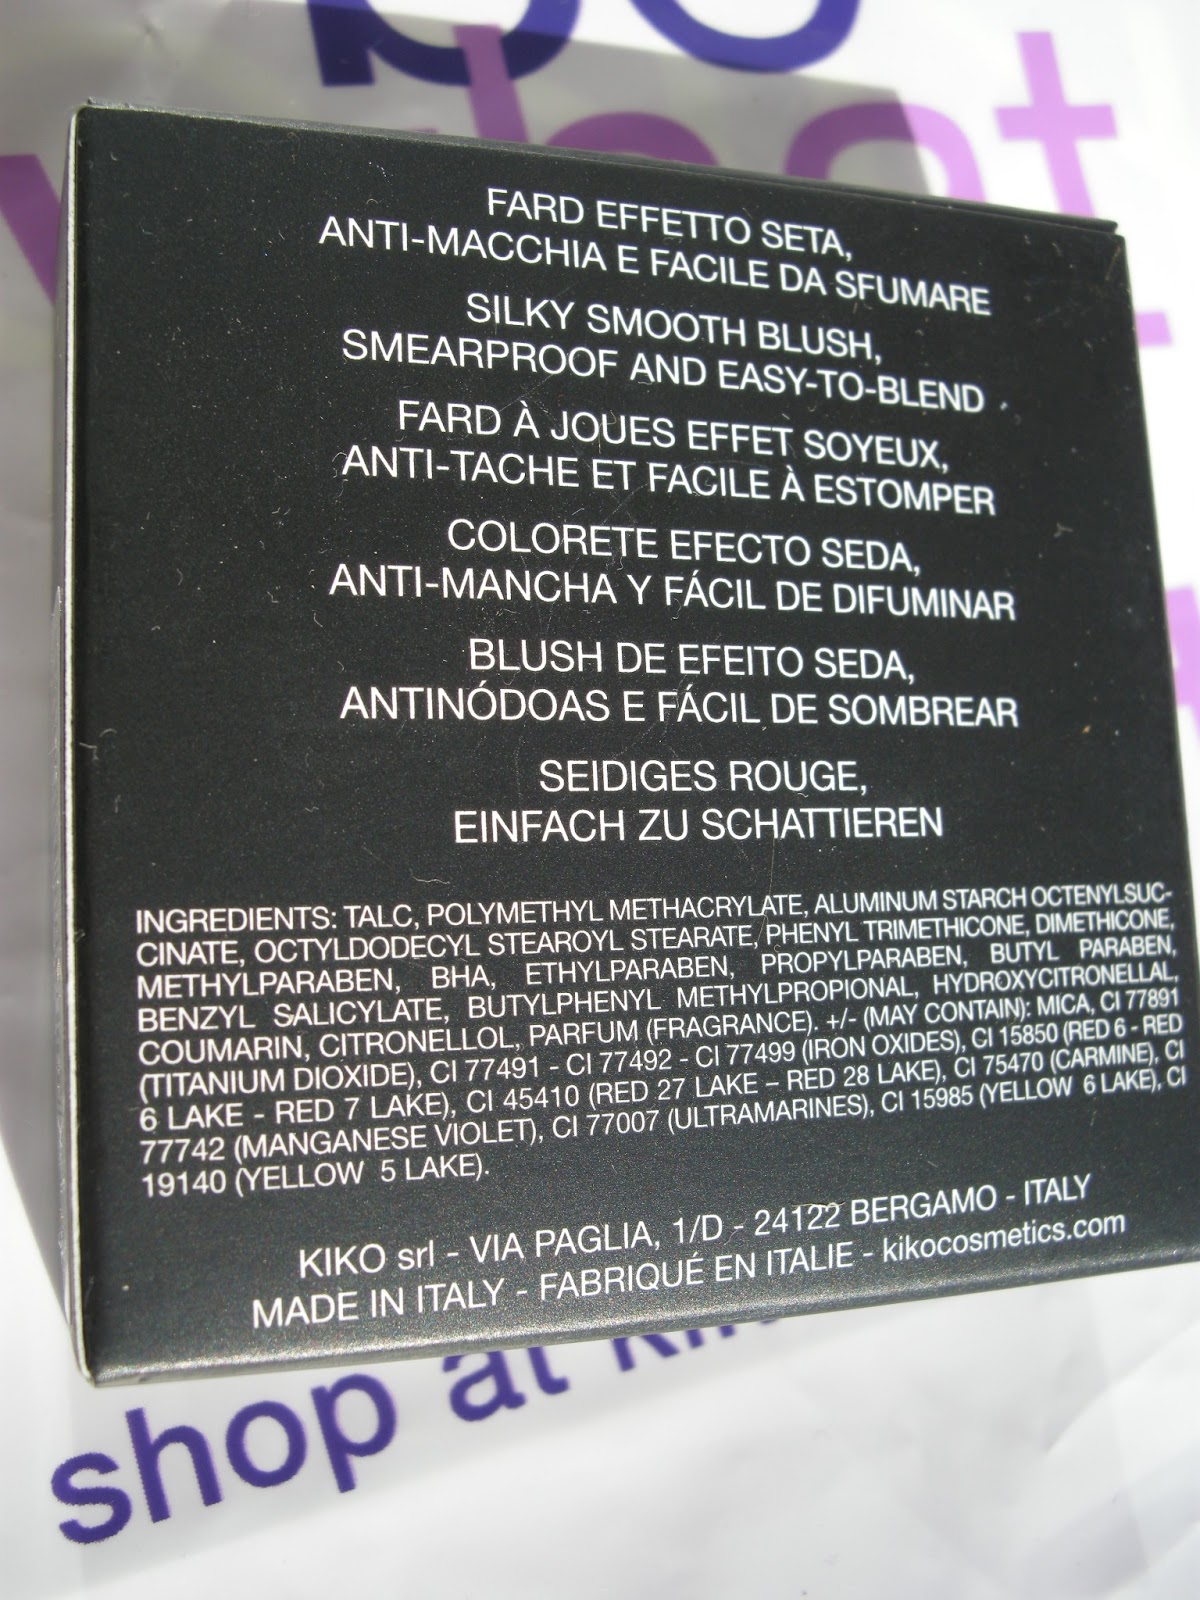 hat
FARD EFFETTO SETA,
ANTI-MACCHIA E FACILE DA SFUMARE
SILKY SMOOTH BLUSH,
SMEARPROOF AND EASY-TO-BLEND
FARD À JOUES EFFET SOYEUX,
ANTI-TACHE ET FACILE À ESTOMPER
COLORETE EFECTO SEDA,
ANTI-MANCHA Y FÁCIL DE DIFUMINAR
BLUSH DE EFEITO SEDA,
ANTINÓDOAS E FÁCIL DE SOMBREAR
SEIDIGES ROUGE,
EINFACH ZU SCHATTIEREN
INGREDIENTS: TALC, POLYMETHYL METHACRYLATE, ALUMINUM STARCH OCTENYLSUC-
CINATE, OCTYLDODECYL STEAROYL STEARATE, PHENYL TRIMETHICONE, DIMETHICONE,
METHYLPARABEN, BHA, ETHYLPARABEN, PROPYLPARABEN, BUTYL PARABEN,
BENZYL SALICYLATE, BUTYLPHENYL METHYLPROPIONAL, HYDROXYCITRONELLAL,
COUMARIN, CITRONELLOL, PARFUM (FRAGRANCE). +/- (MAY CONTAIN): MICA, CI 77891
(TITANIUM DIOXIDE), CI 77491 - CI 77492 - CI 77499 (IRON OXIDES), CI 15850 (RED 6 - RED
6 LAKE - RED 7 LAKE), CI 45410 (RED 27 LAKE – RED 28 LAKE), CI 75470 (CARMINE), CI
77742 (MANGANESE VIOLET), CI 77007 (ULTRAMARINES), CI 15985 (YELLOW 6 LAKE), CI
19140 (YELLOW 5 LAKE).
KIKO srl - VIA PAGLIA, 1/D - 24122 BERGAMO - ITALY
MADE IN ITALY - FABRIQUÉ EN ITALIE - kikocosmetics.com
shop at